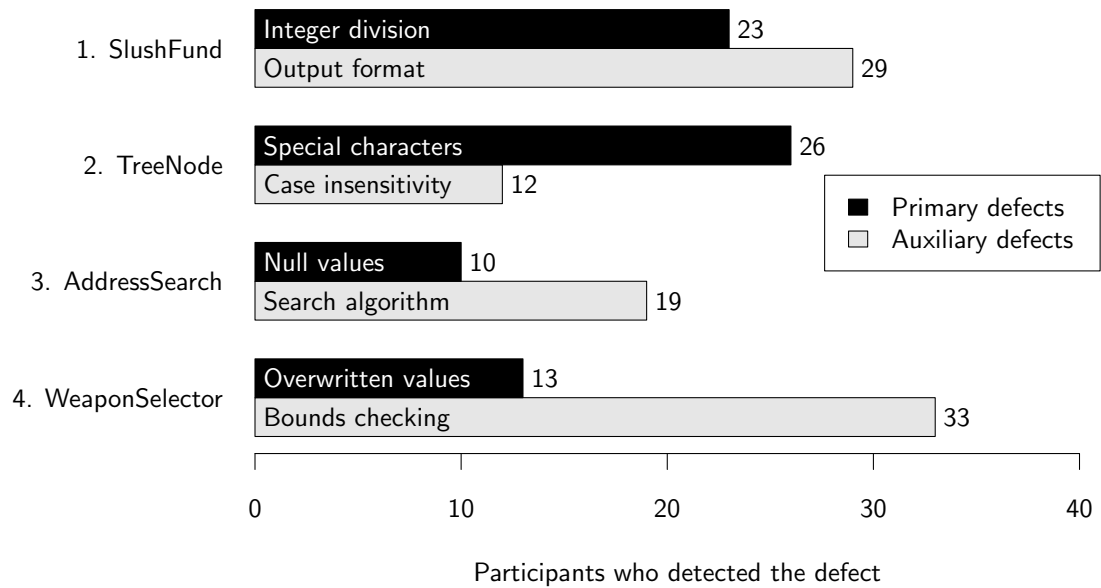 Integer division 23
1. SlushFund
Output format 29
Special characters 26
2. TreeNode
Case insensitivity 12
Primary defects
Auxiliary defects
Null values 10
3. AddressSearch
Search algorithm 19
Overwritten values 13
4. WeaponSelector
Bounds checking 33
0 10 20 30 40
Participants who detected the defect